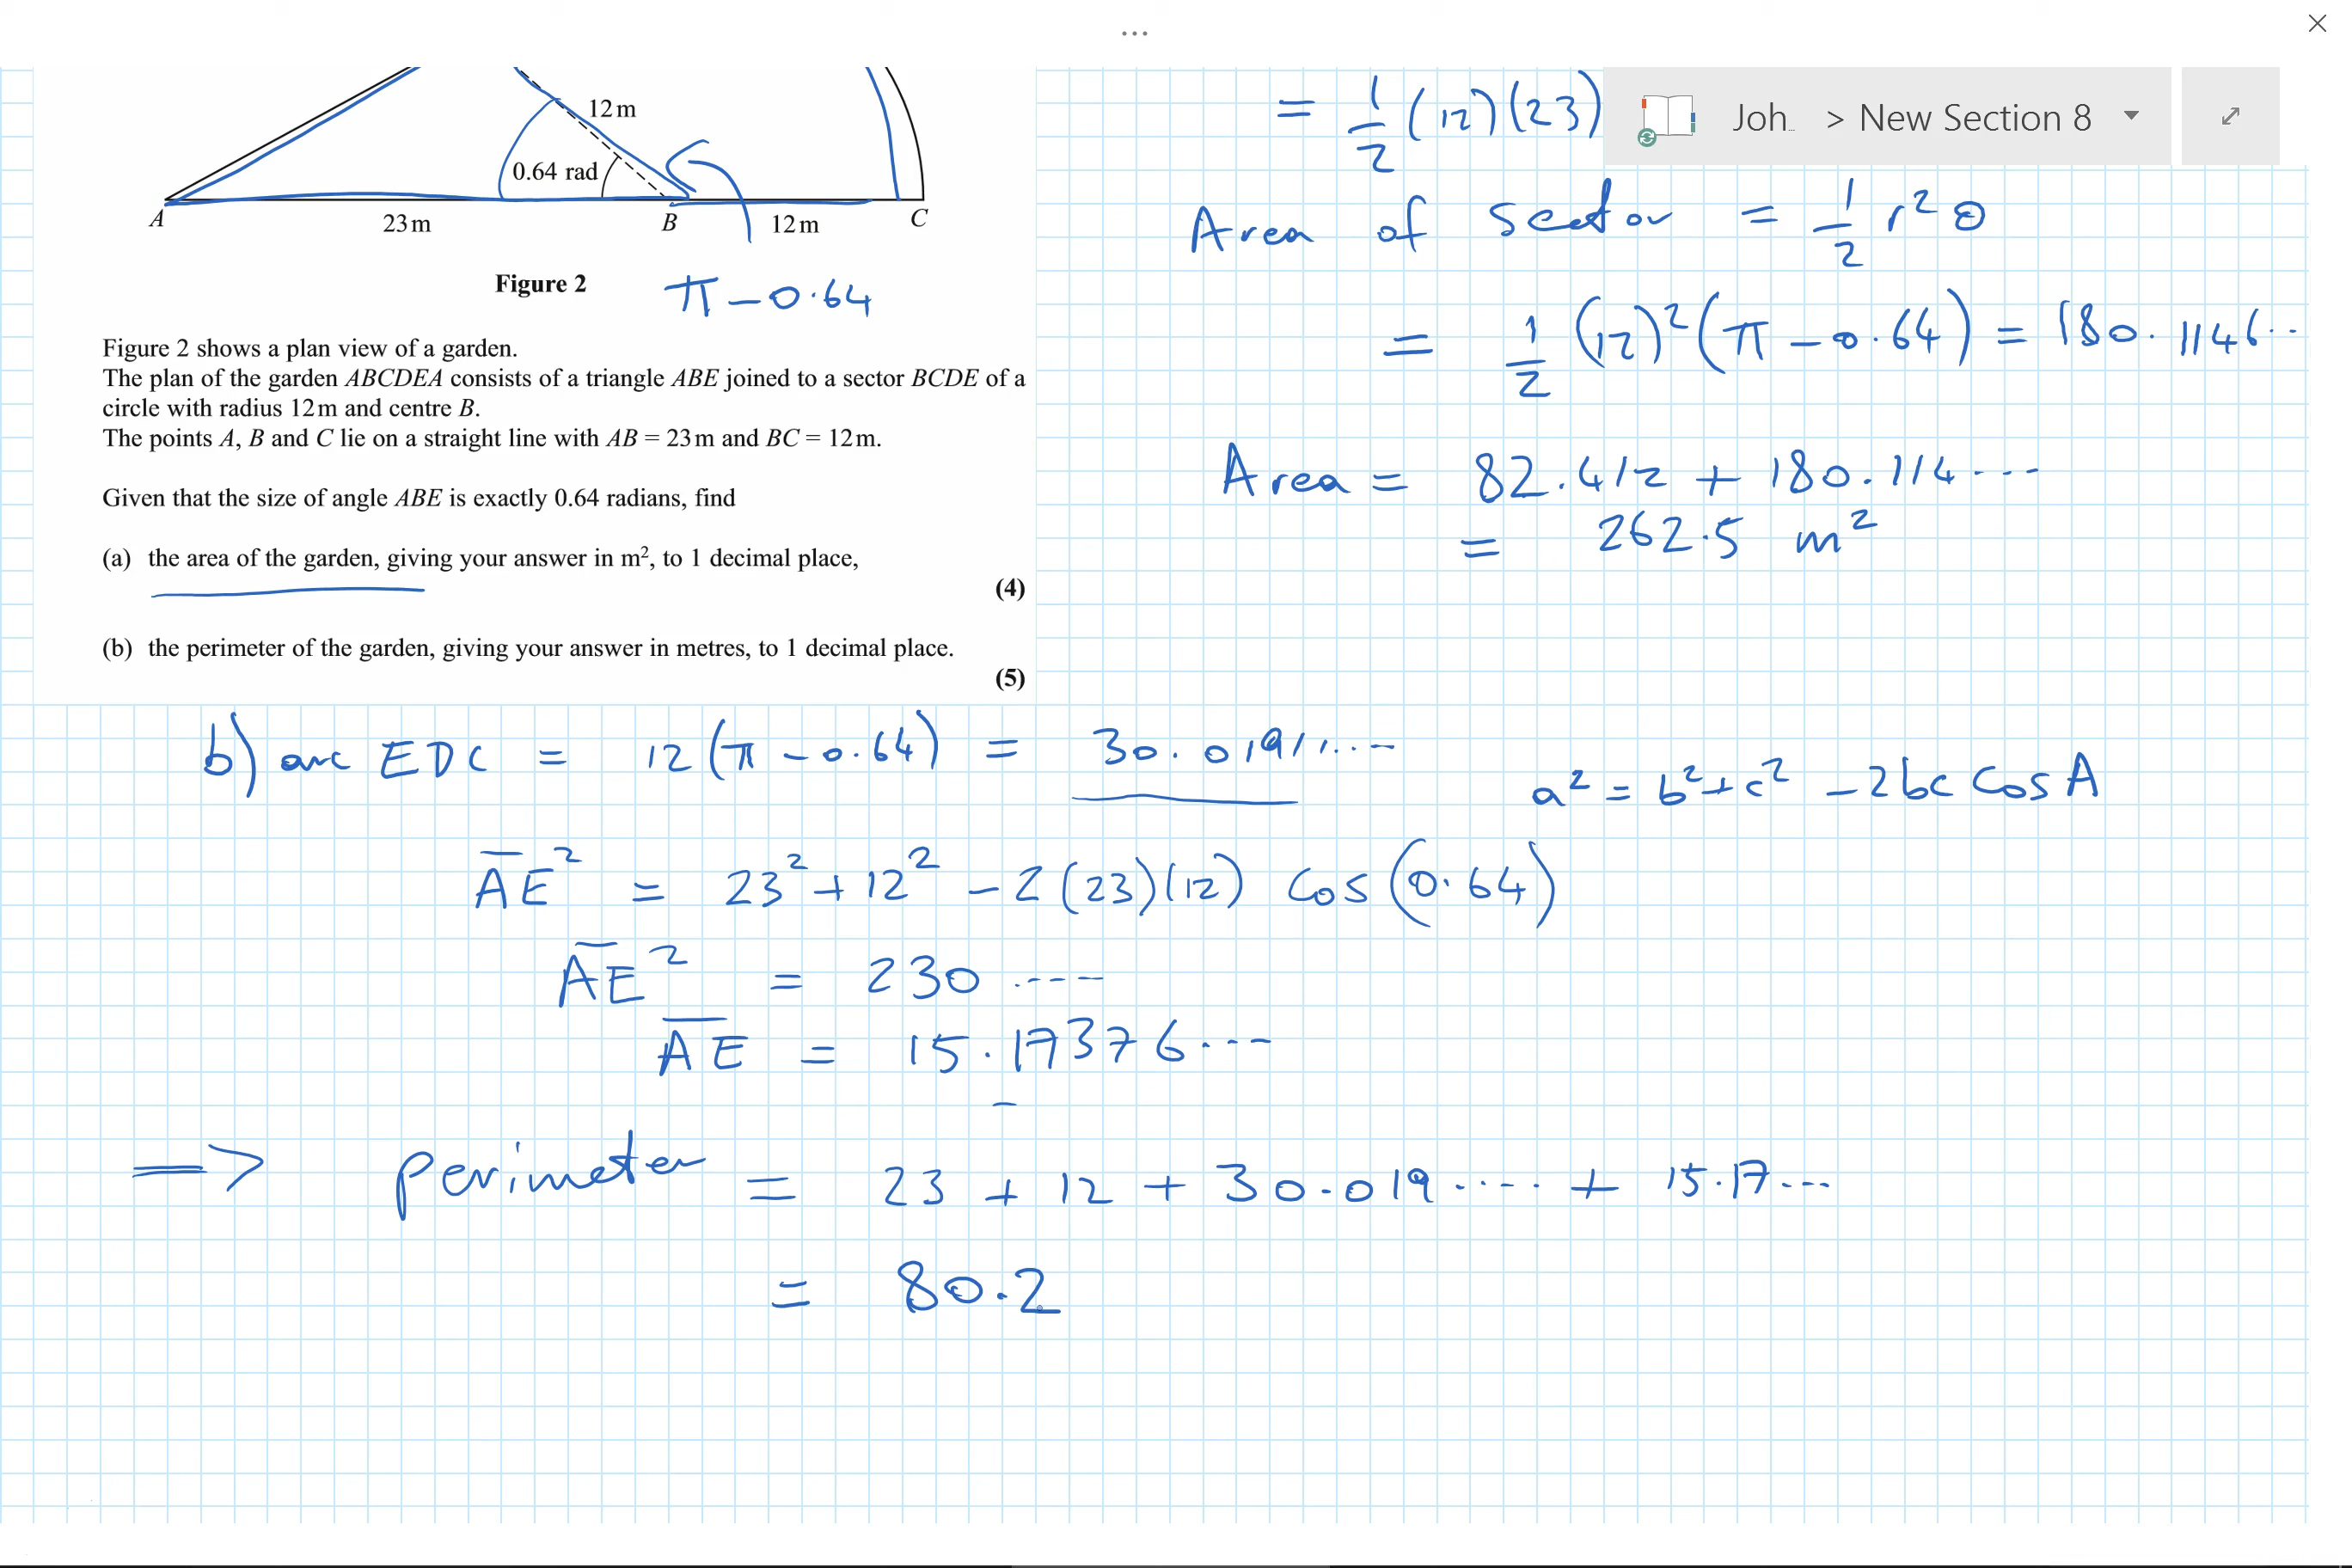 Joh... > New Section 8
12 m
0.64 rad
A
23 m
B
12 m
C
Figure 2
π - 0.64
Figure 2 shows a plan view of a garden.
The plan of the garden ABCDEA consists of a triangle ABE joined to a sector BCDE of a
circle with radius 12 m and centre B.
The points A, B and C lie on a straight line with AB = 23 m and BC = 12 m.
Given that the size of angle ABE is exactly 0.64 radians, find
(a) the area of the garden, giving your answer in m², to 1 decimal place,
(4)
(b) the perimeter of the garden, giving your answer in metres, to 1 decimal place.
(5)
= 1/2 (12)(23)
Area of sector = 1/2 r² θ
= 1/2 (12)² (π - 0.64) = 180.1146..
Area = 82.412 + 180.114...
= 262.5 m²
b) arc EDC = 12 (π - 0.64) = 30.0191...
a² = b² + c² - 2bc Cos A
AE² = 23² + 12² - 2(23)(12) Cos(0.64)
AE² = 230 ....
AE = 15.17376...
=> perimeter = 23 + 12 + 30.019.... + 15.17...
= 80.2